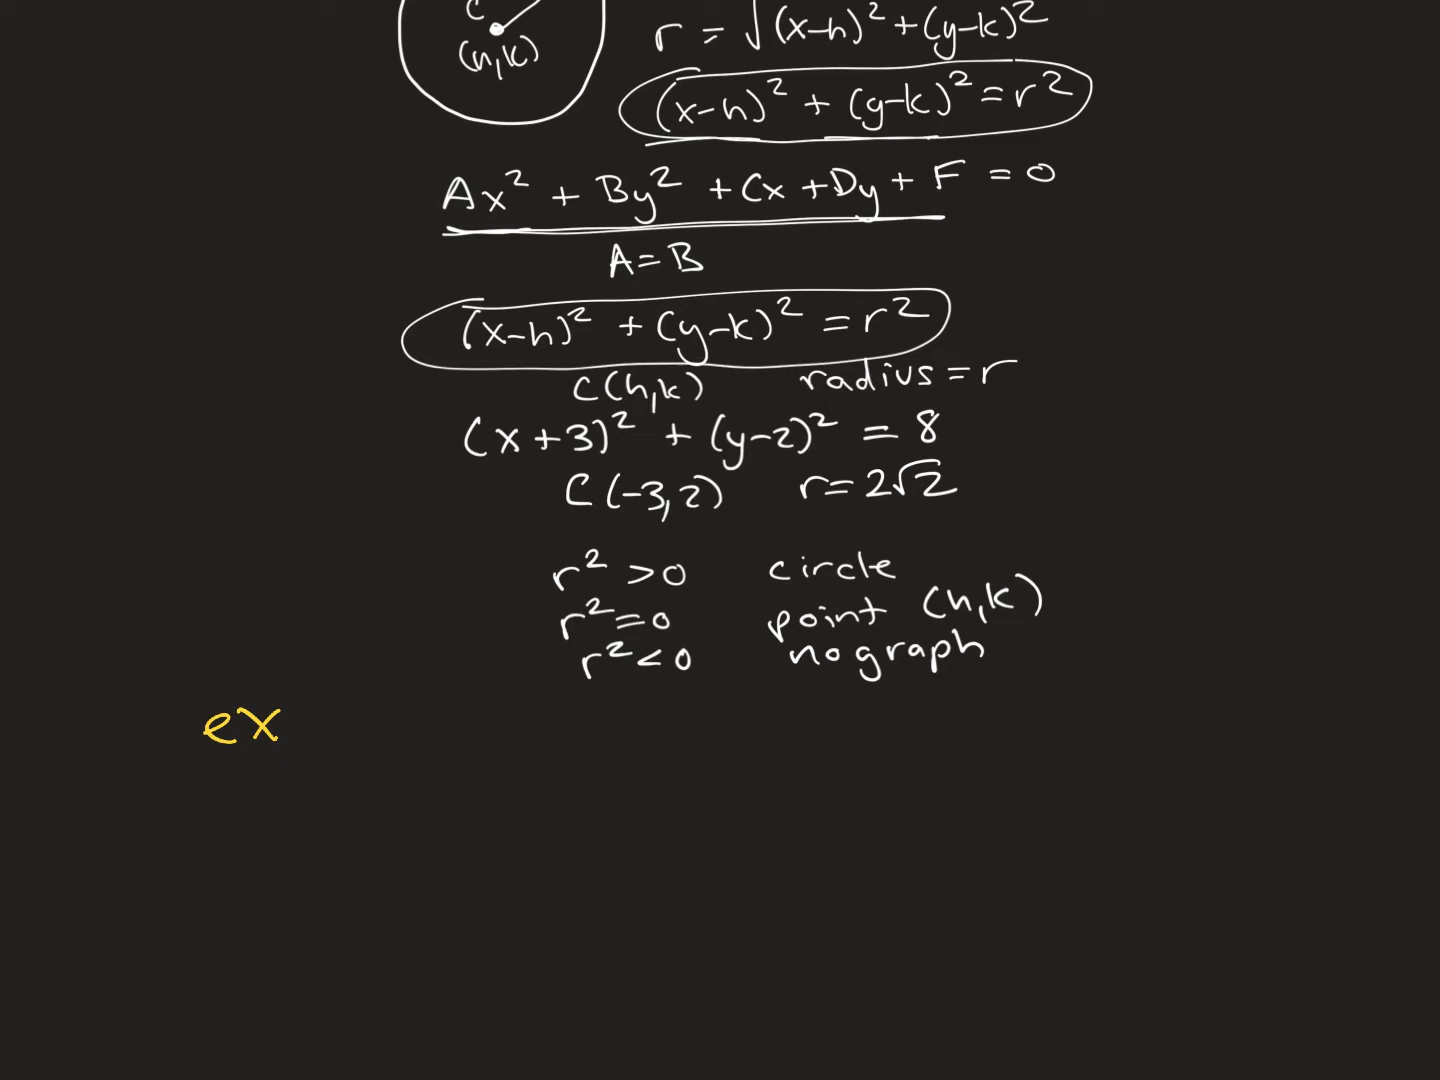 C
(h,k)
r = √(x-h)² + (y-k)²
(x-h)² + (y-k)² = r²
Ax² + By² + Cx + Dy + F = 0
A = B
(x-h)² + (y-k)² = r²
C(h,k) radius = r
(x+3)² + (y-2)² = 8
C(-3,2) r = 2√2
r² > 0 circle
r² = 0 point (h,k)
r² < 0 no graph
ex